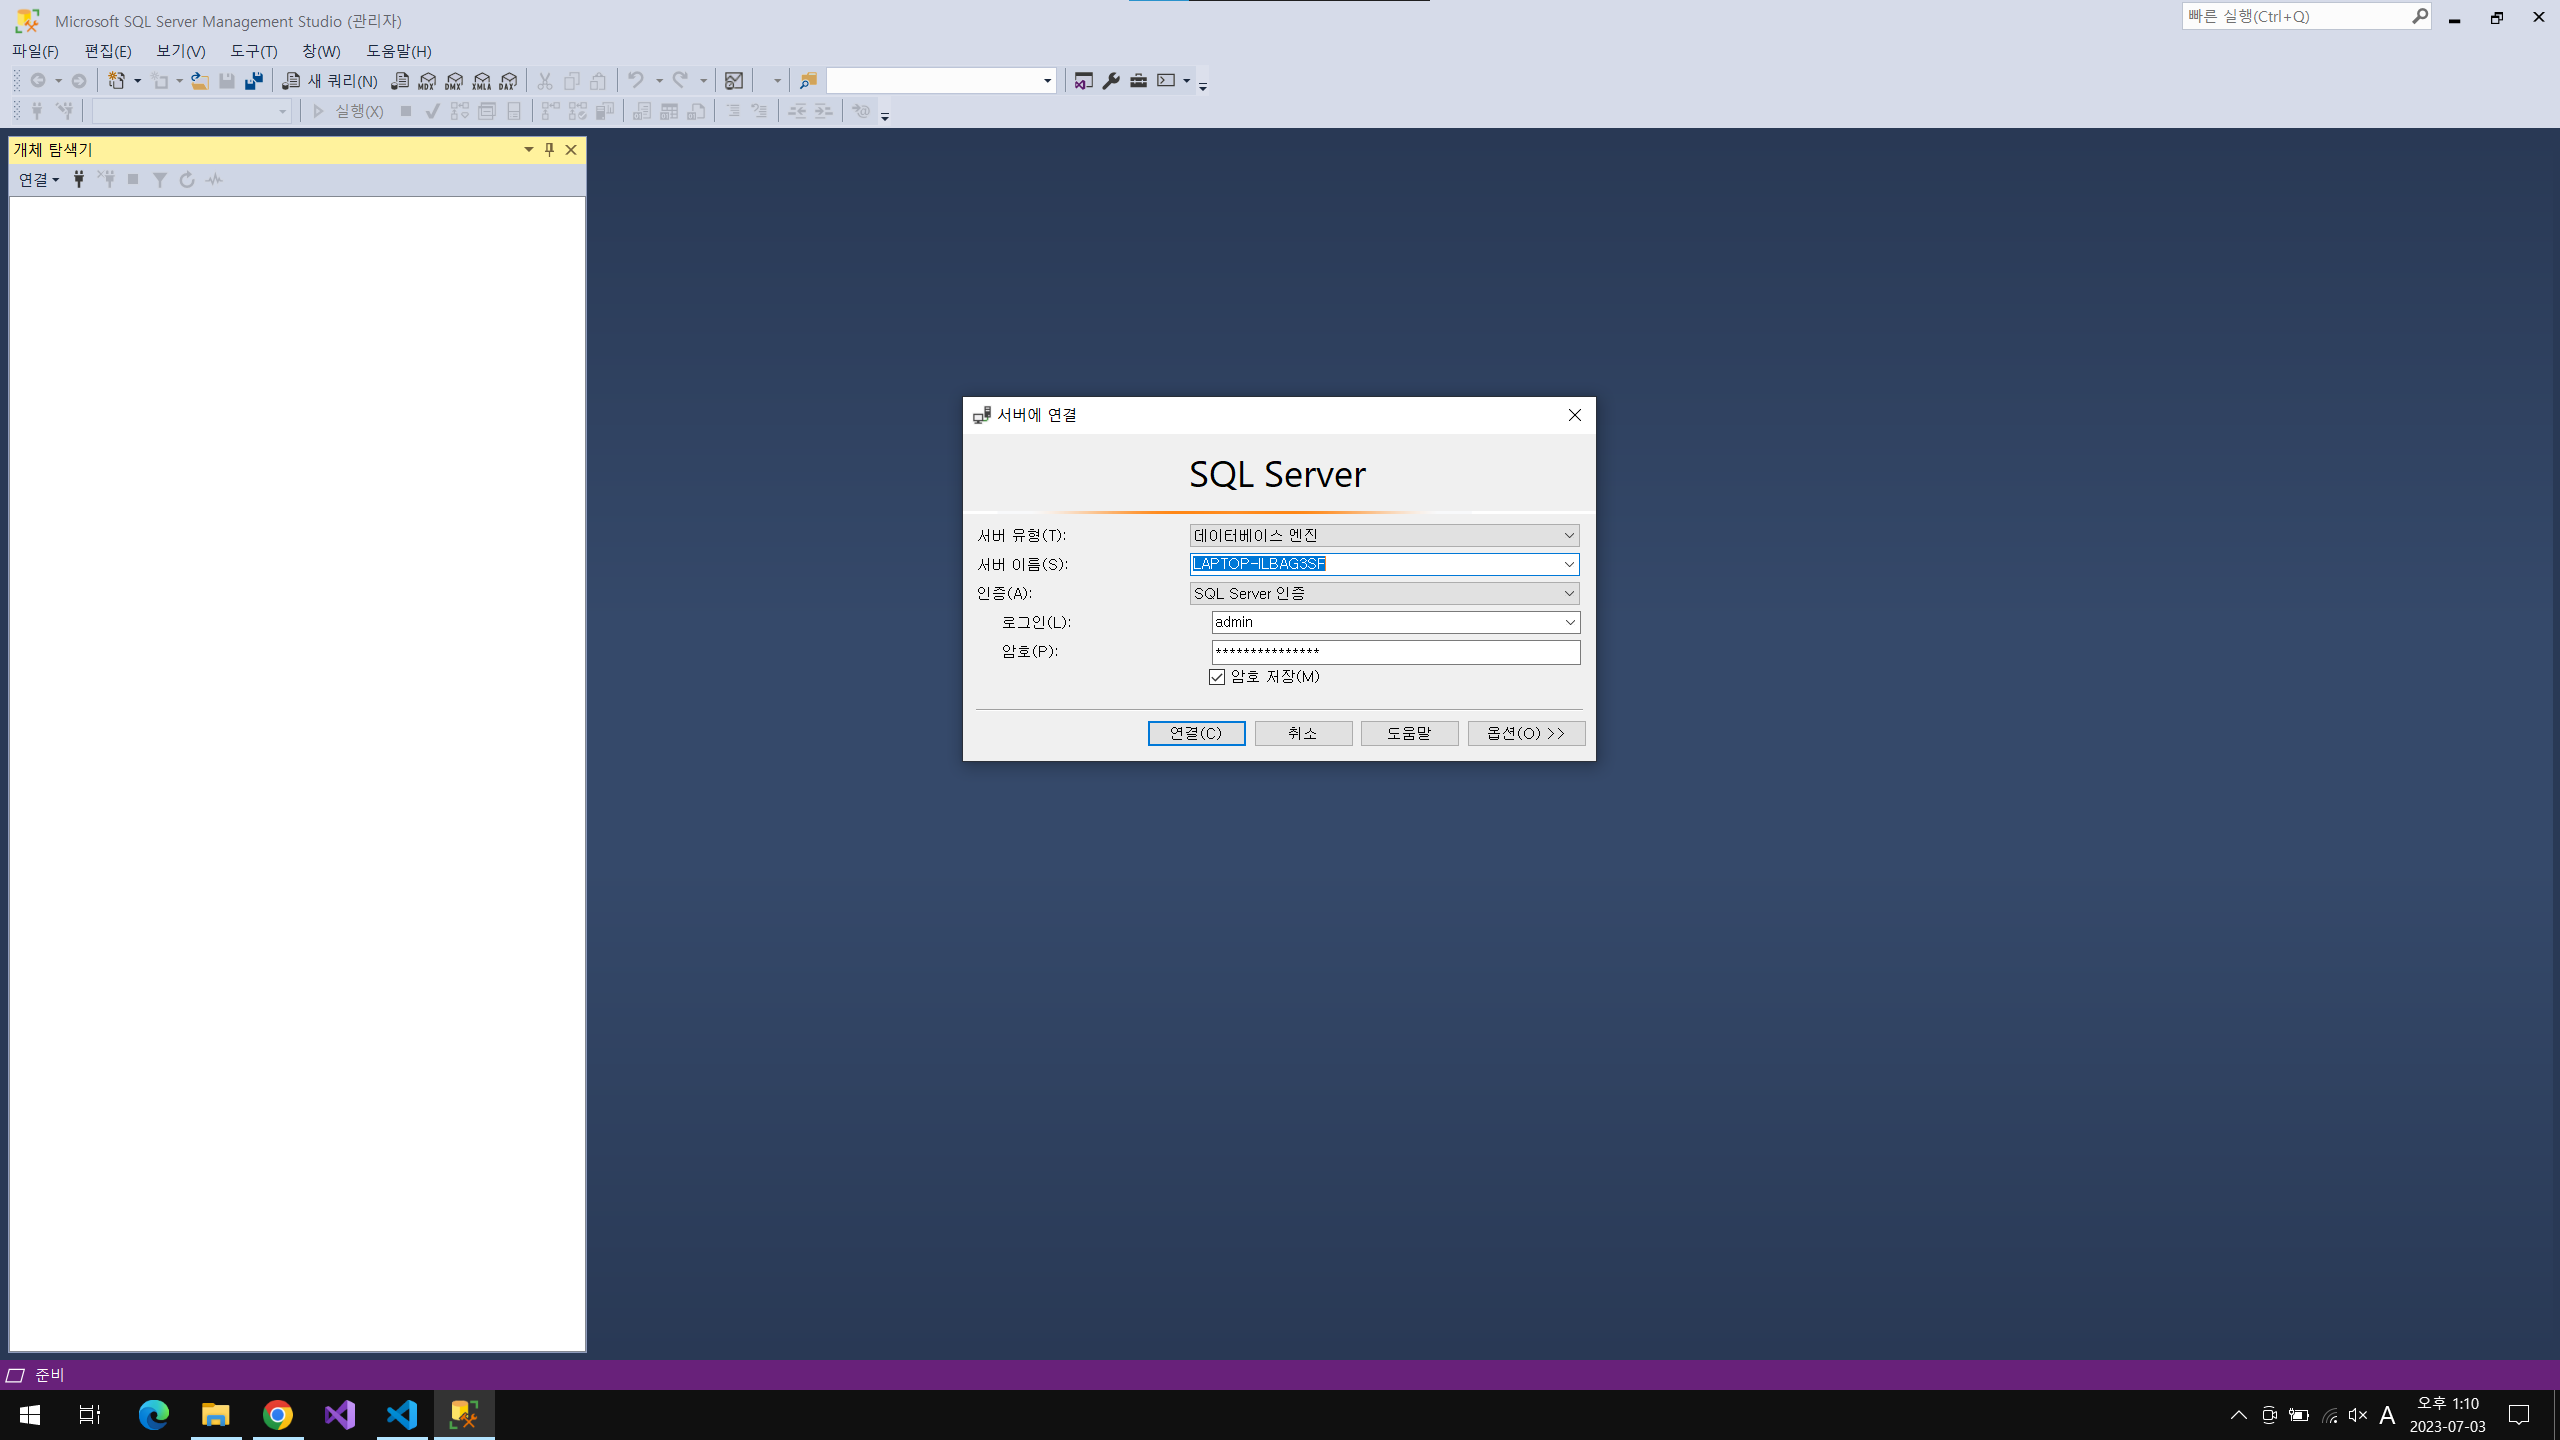 Microsoft SQL Server Management Studio (관리자)
빠른 실행(Ctrl+Q)
파일(F) 편집(E) 보기(V) 도구(T) 창(W) 도움말(H)
새 쿼리(N) MDX DMX XMLA DAX
실행(X)
개체 탐색기
연결
서버에 연결
SQL Server
서버 유형(T): 데이터베이스 엔진
서버 이름(S): LAPTOP-ILBAG3SF
인증(A): SQL Server 인증
로그인(L): admin
암호(P): ***************
암호 저장(M)
연결(C) 취소 도움말 옵션(O) >>
준비
A 오후 1:10
2023-07-03